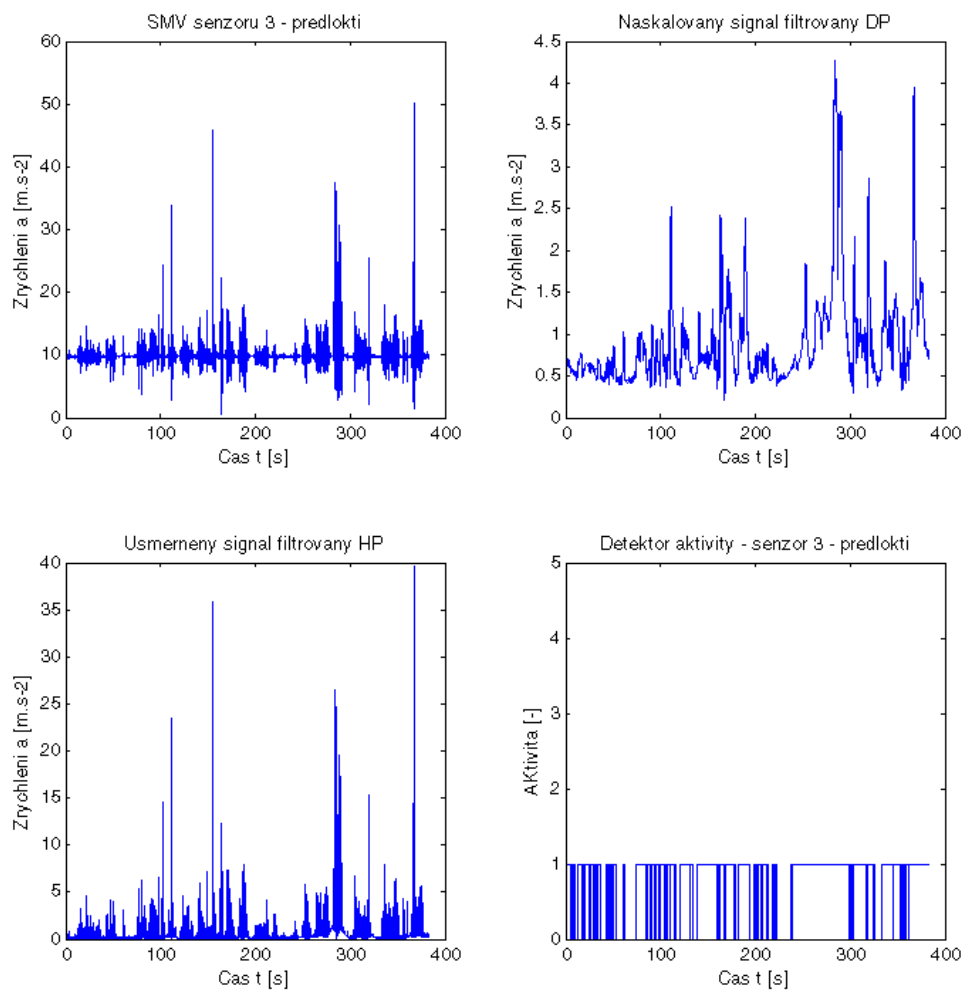 SMV senzoru 3 - predlokti
60
50
40
30
20
10
0
Zrychleni a [m.s-2]
0 100 200 300 400
Cas t [s]
Naskalovany signal filtrovany DP
4.5
4
3.5
3
2.5
2
1.5
1
0.5
0
Zrychleni a [m.s-2]
0 100 200 300 400
Cas t [s]
Usmerneny signal filtrovany HP
40
35
30
25
20
15
10
5
0
Zrychleni a [m.s-2]
0 100 200 300 400
Cas t [s]
Detektor aktivity - senzor 3 - predlokti
5
4
3
2
1
0
AKtivita [-]
0 100 200 300 400
Cas t [s]